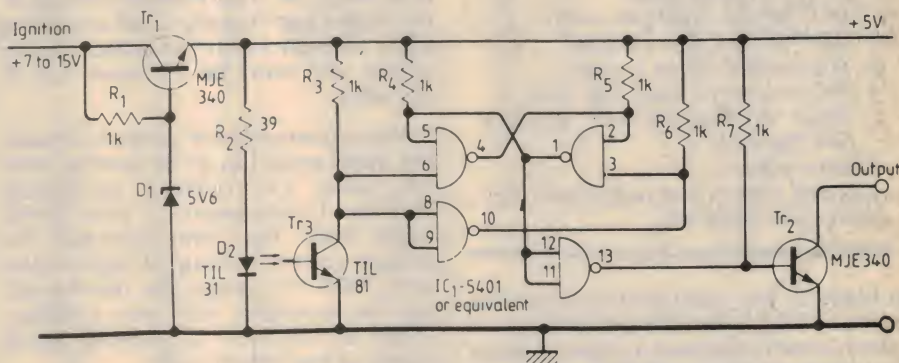 Ignition
+7 to 15V
Tr1
MJE
340
R1
1k
D1
5V6
R2
39
D2
TIL
31
R3
1k
Tr3
TIL
81
R4
1k
5
6
4
8
9
10
IC1-5401
or equivalent
R5
1k
1
2
3
12
11
13
R6
1k
R7
1k
+5V
Output
Tr2
MJE340